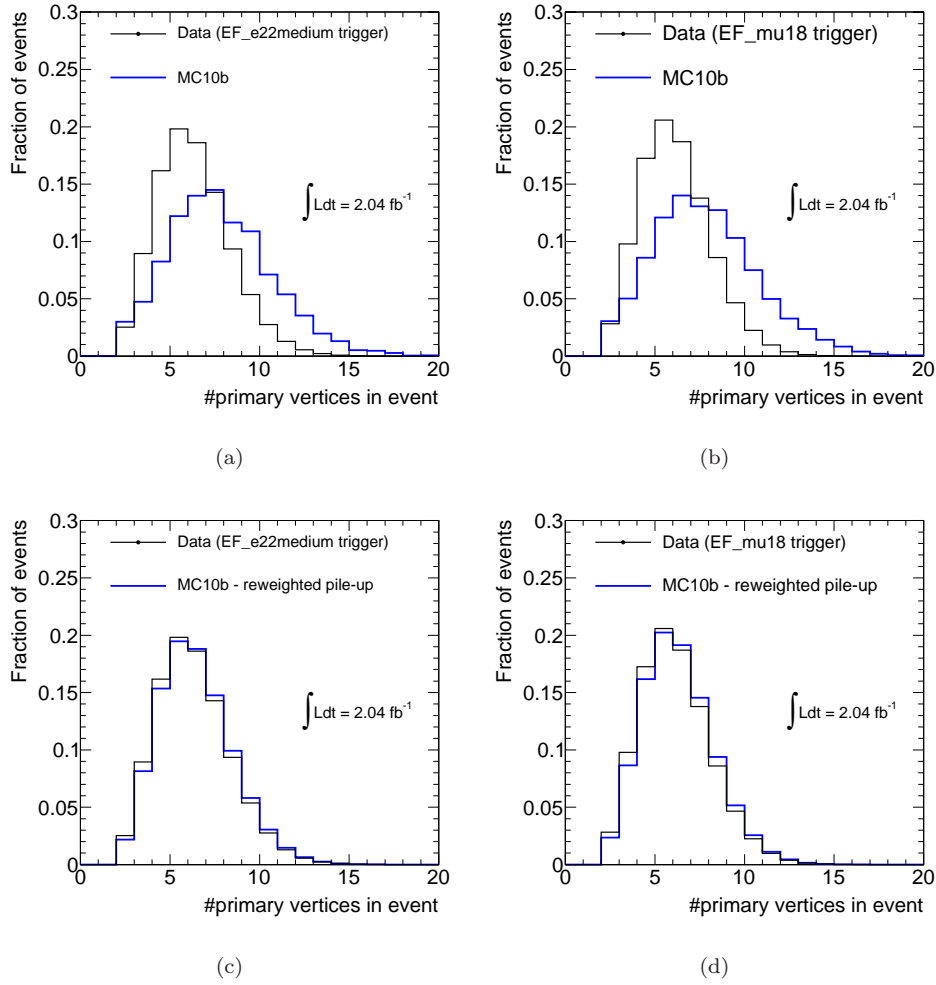 Fraction of events
0.3
0.25
0.2
0.15
0.1
0.05
0
Data (EF_e22medium trigger)
MC10b
∫Ldt = 2.04 fb-1
0 5 10 15 20
#primary vertices in event
(a)
Fraction of events
0.3
0.25
0.2
0.15
0.1
0.05
0
Data (EF_mu18 trigger)
MC10b
∫Ldt = 2.04 fb-1
0 5 10 15 20
#primary vertices in event
(b)
Fraction of events
0.3
0.25
0.2
0.15
0.1
0.05
0
Data (EF_e22medium trigger)
MC10b - reweighted pile-up
∫Ldt = 2.04 fb-1
0 5 10 15 20
#primary vertices in event
(c)
Fraction of events
0.3
0.25
0.2
0.15
0.1
0.05
0
Data (EF_mu18 trigger)
MC10b - reweighted pile-up
∫Ldt = 2.04 fb-1
0 5 10 15 20
#primary vertices in event
(d)